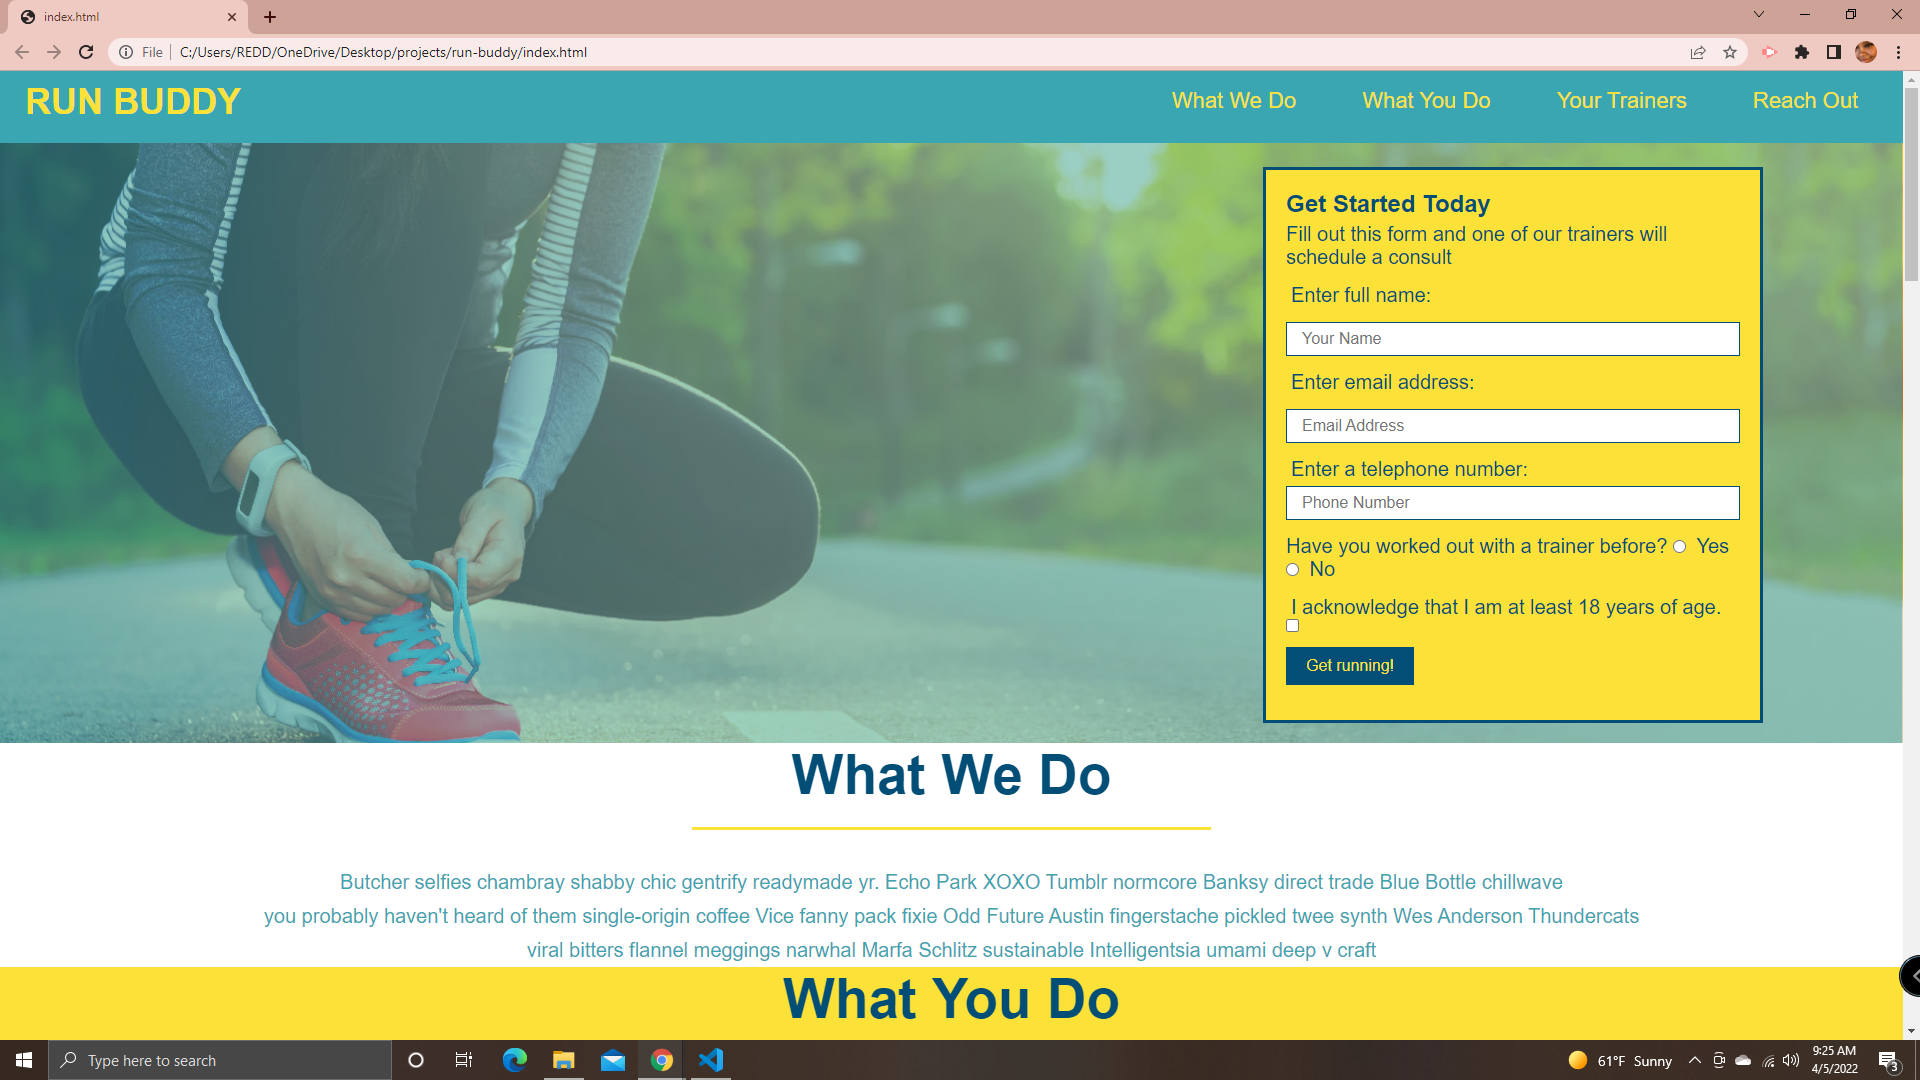 index.html
File
C:/Users/REDD/OneDrive/Desktop/projects/run-buddy/index.html
RUN BUDDY
What We Do
What You Do
Your Trainers
Reach Out
Get Started Today
Fill out this form and one of our trainers will
schedule a consult
Enter full name:
Your Name
Enter email address:
Email Address
Enter a telephone number:
Phone Number
Have you worked out with a trainer before? Yes
No
I acknowledge that I am at least 18 years of age.
Get running!
What We Do
Butcher selfies chambray shabby chic gentrify readymade yr. Echo Park XOXO Tumblr normcore Banksy direct trade Blue Bottle chillwave
you probably haven't heard of them single-origin coffee Vice fanny pack fixie Odd Future Austin fingerstache pickled twee synth Wes Anderson Thundercats
viral bitters flannel meggings narwhal Marfa Schlitz sustainable Intelligentsia umami deep v craft
What You Do
Type here to search
61°F Sunny
9:25 AM
4/5/2022
3